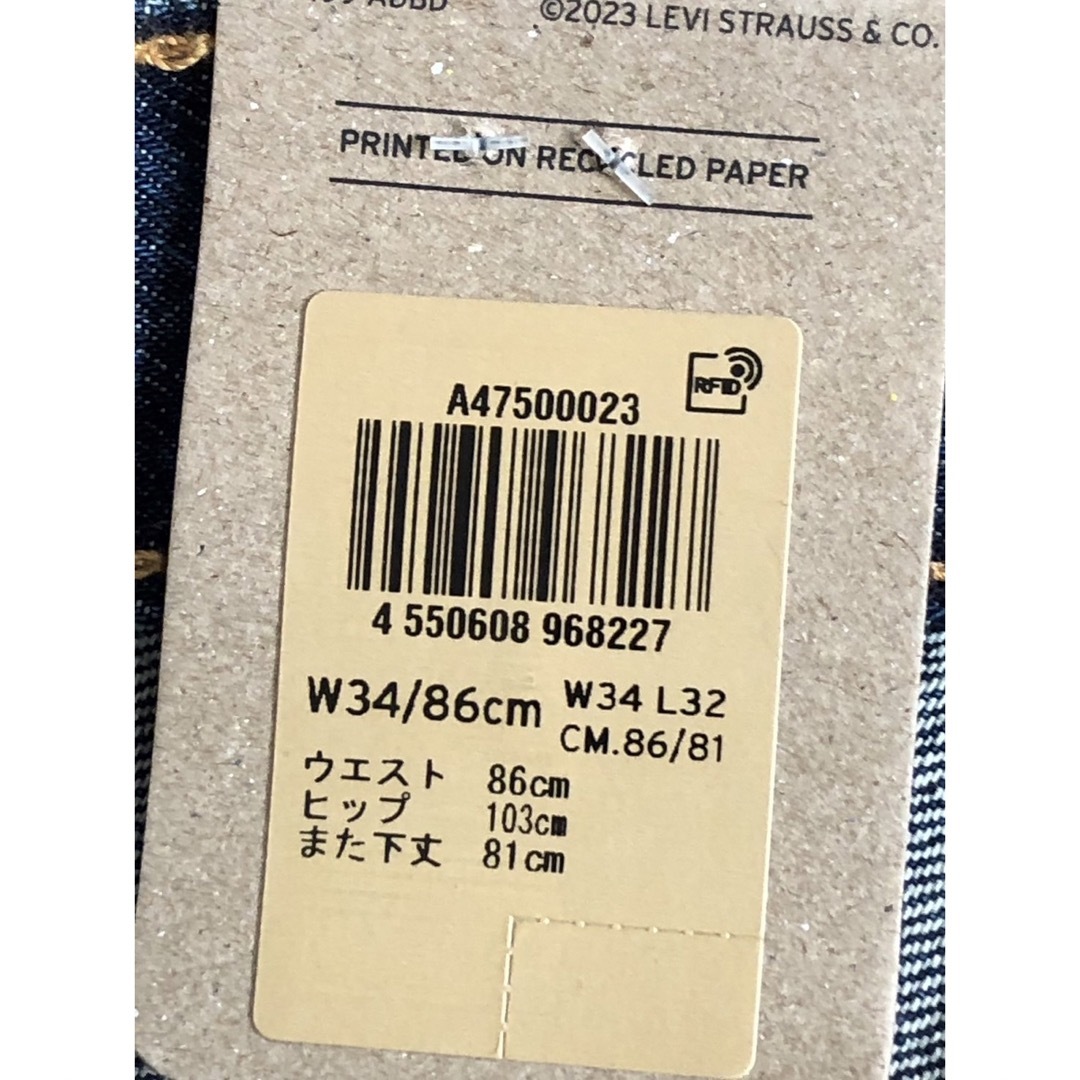 ©2023 LEVI STRAUSS & CO.
PRINTED ON RECYCLED PAPER
RFID
A47500023
4 550608 968227
W34/86cm
W34 L32
CM.86/81
ウエスト 86cm
ヒップ 103cm
また下丈 81cm